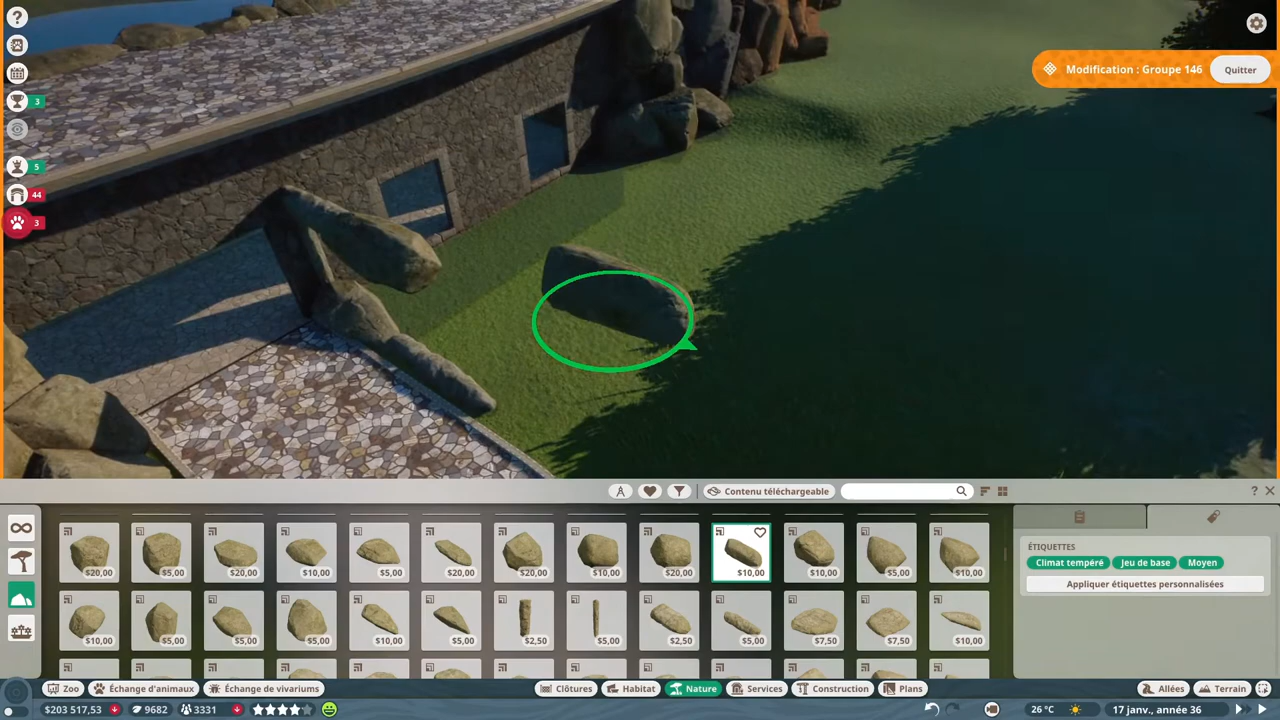 ?
Modification : Groupe 146
Quitter
3
5
44
3
Contenu téléchargeable
? ×
$20,00 $5,00 $20,00 $10,00 $5,00 $20,00 $20,00 $10,00 $20,00 $10,00 $10,00 $5,00 $10,00
$10,00 $5,00 $5,00 $5,00 $10,00 $5,00 $2,50 $5,00 $2,50 $5,00 $7,50 $7,50 $10,00
ÉTIQUETTES
Climat tempéré Jeu de base Moyen
Appliquer étiquettes personnalisées
Zoo Échange d'animaux Échange de vivariums Clôtures Habitat Nature Services Construction Plans Allées Terrain
$203 517,53 9682 3331 26 °C 17 janv., année 36